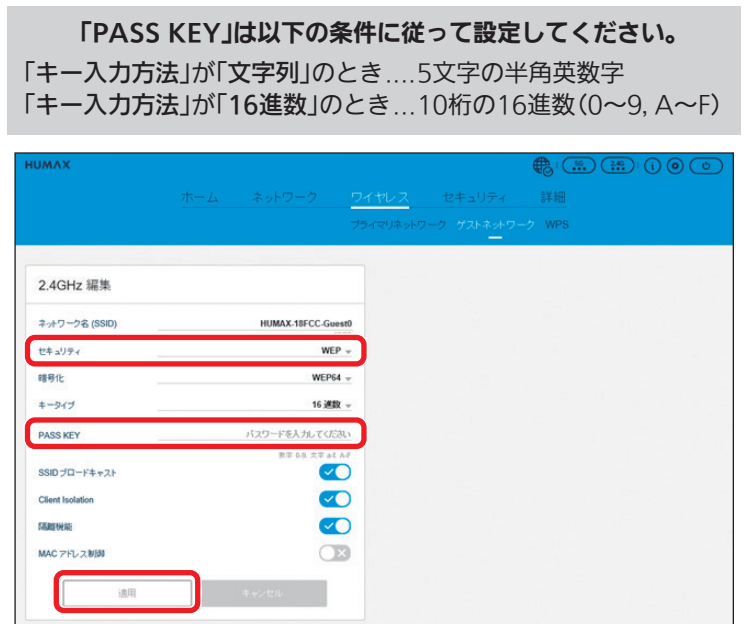 「PASS KEY」は以下の条件に従って設定してください。
「キー入力方法」が「文字列」のとき....5文字の半角英数字
「キー入力方法」が「16進数」のとき...10桁の16進数(0〜9, A〜F)
HUMAX
5G 2.4G
ホーム ネットワーク ワイヤレス セキュリティ 詳細
プライマリネットワーク ゲストネットワーク WPS
2.4GHz 編集
ネットワーク名 (SSID) HUMAX-18FCC-Guest0
セキュリティ WEP
暗号化 WEP64
キータイプ 16 進数
PASS KEY パスワードを入力してください
数字 0-9, 文字 a-f, A-F
SSID ブロードキャスト
Client Isolation
隔離機能
MAC アドレス制御
適用 キャンセル